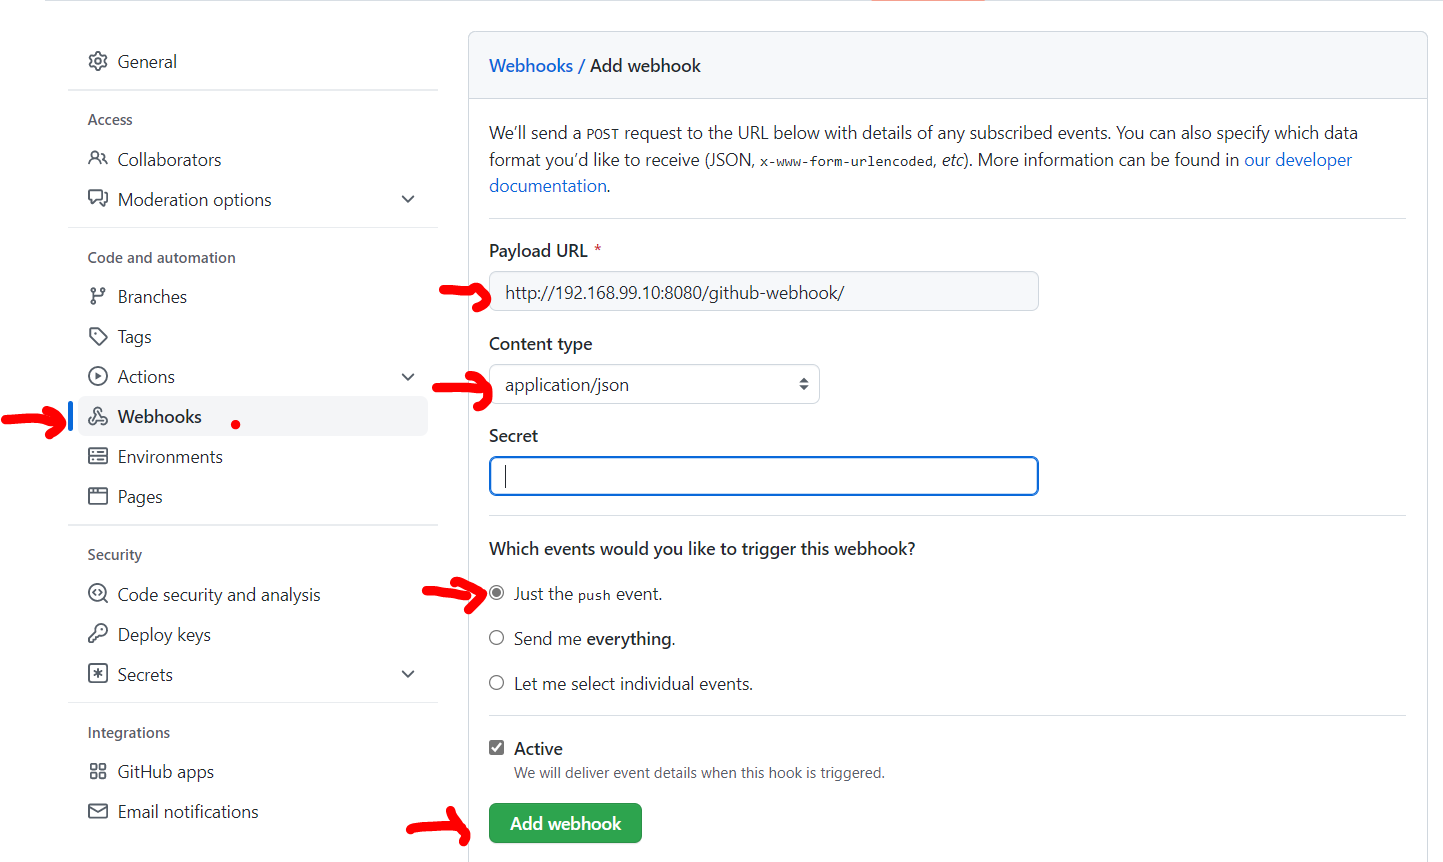 General
Access
Collaborators
Moderation options
Code and automation
Branches
Tags
Actions
Webhooks
Environments
Pages
Security
Code security and analysis
Deploy keys
Secrets
Integrations
GitHub apps
Email notifications
Webhooks / Add webhook
We’ll send a POST request to the URL below with details of any subscribed events. You can also specify which data
format you’d like to receive (JSON, x-www-form-urlencoded, etc). More information can be found in our developer
documentation.
Payload URL *
http://192.168.99.10:8080/github-webhook/
Content type
application/json
Secret
Which events would you like to trigger this webhook?
Just the push event.
Send me everything.
Let me select individual events.
Active
We will deliver event details when this hook is triggered.
Add webhook